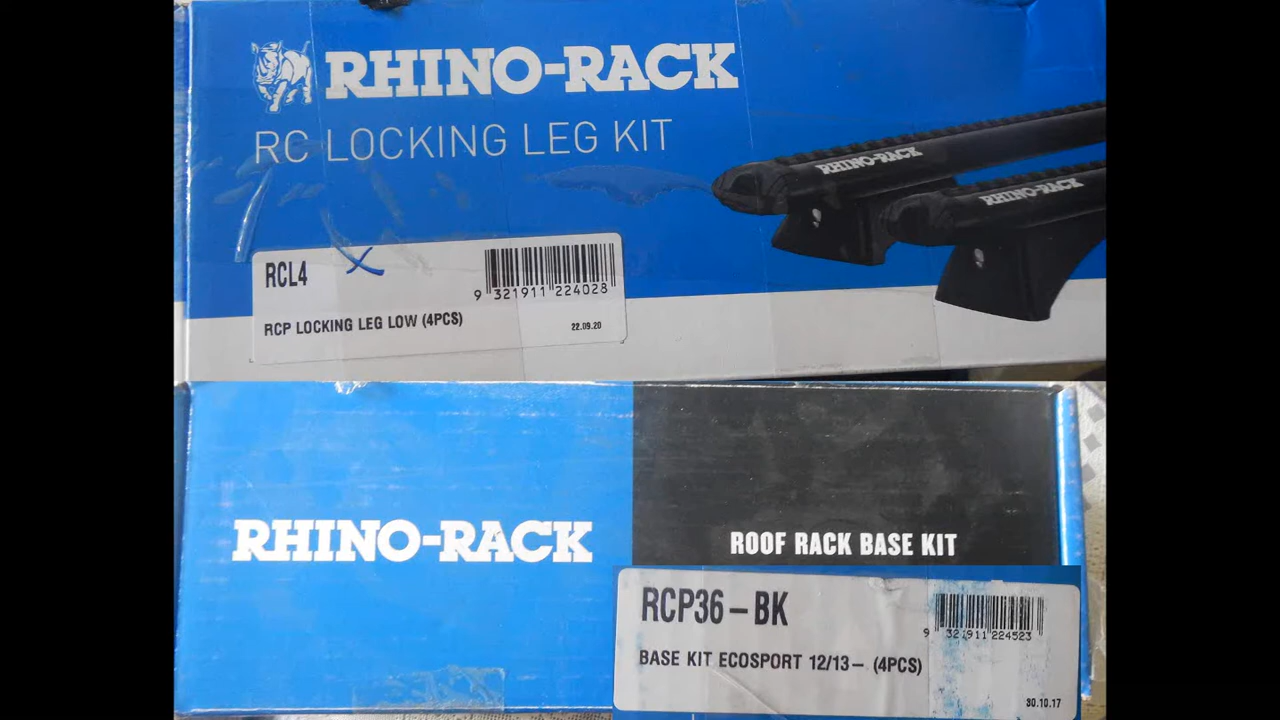 RHINO-RACK
RC LOCKING LEG KIT
RHINO-RACK
RHINO-RACK
RCL4
9 321911 224028
RCP LOCKING LEG LOW (4PCS)
22.09.20
RHINO-RACK
ROOF RACK BASE KIT
RCP36-BK
9 321911 224523
BASE KIT ECOSPORT 12/13- (4PCS)
30.10.17